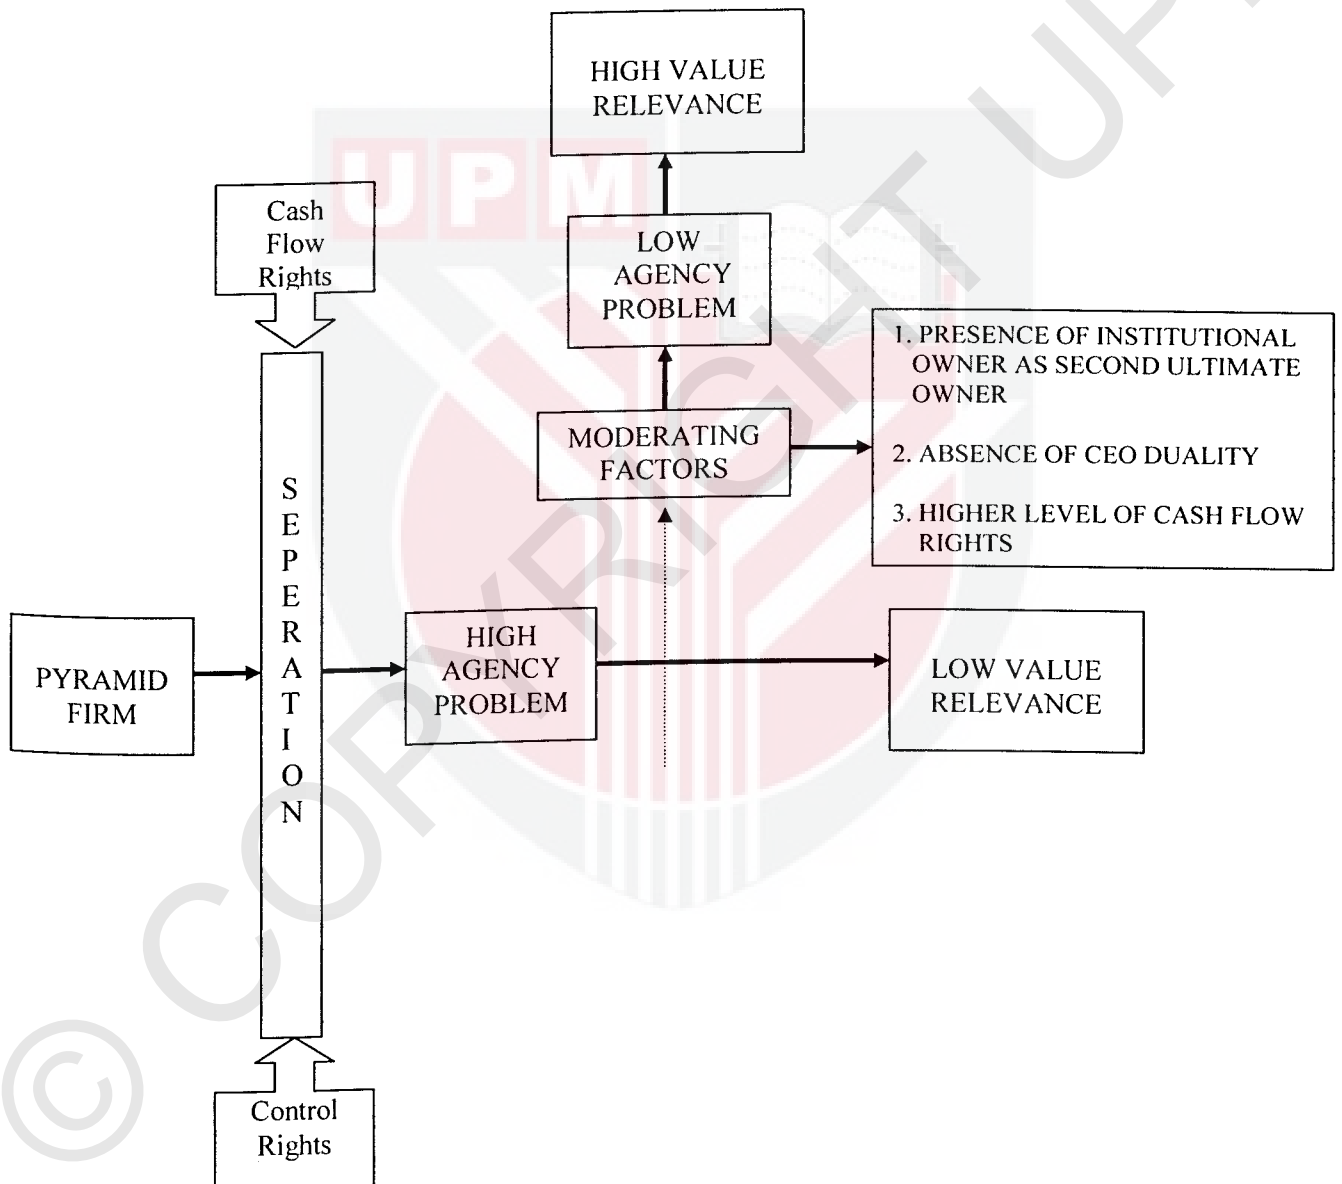 HIGH VALUE
RELEVANCE
UPM
Cash
Flow
Rights
LOW
AGENCY
PROBLEM
1. PRESENCE OF INSTITUTIONAL
OWNER AS SECOND ULTIMATE
OWNER
2. ABSENCE OF CEO DUALITY
3. HIGHER LEVEL OF CASH FLOW
RIGHTS
MODERATING
FACTORS
S
E
P
E
R
A
T
I
O
N
PYRAMID
FIRM
HIGH
AGENCY
PROBLEM
LOW VALUE
RELEVANCE
Control
Rights
© COPYRIGHT UP